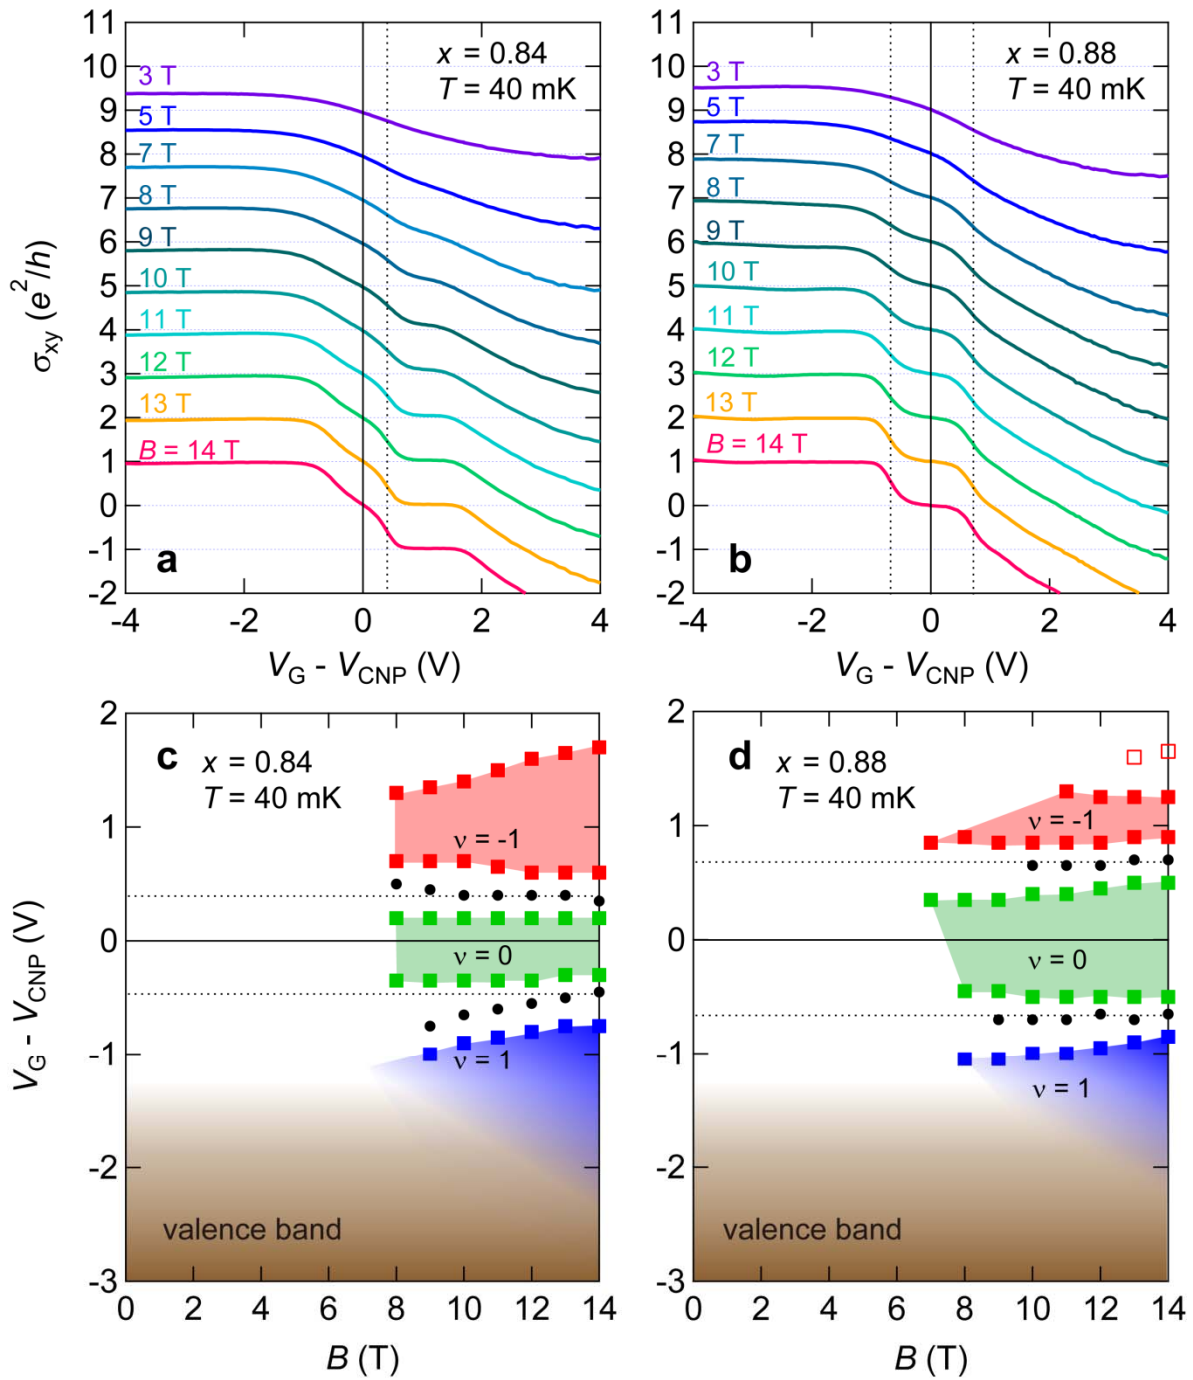 11
10
9
8
7
6
5
4
3
2
1
0
-1
-2
σxy (e²/h)
x = 0.84
T = 40 mK
3 T
5 T
7 T
8 T
9 T
10 T
11 T
12 T
13 T
B = 14 T
a
-4 -2 0 2 4
VG - VCNP (V)
11
10
9
8
7
6
5
4
3
2
1
0
-1
-2
x = 0.88
T = 40 mK
3 T
5 T
7 T
8 T
9 T
10 T
11 T
12 T
13 T
B = 14 T
b
-4 -2 0 2 4
VG - VCNP (V)
2
1
0
-1
-2
-3
VG - VCNP (V)
c
x = 0.84
T = 40 mK
ν = -1
ν = 0
ν = 1
valence band
0 2 4 6 8 10 12 14
B (T)
2
1
0
-1
-2
-3
d
x = 0.88
T = 40 mK
ν = -1
ν = 0
ν = 1
valence band
0 2 4 6 8 10 12 14
B (T)